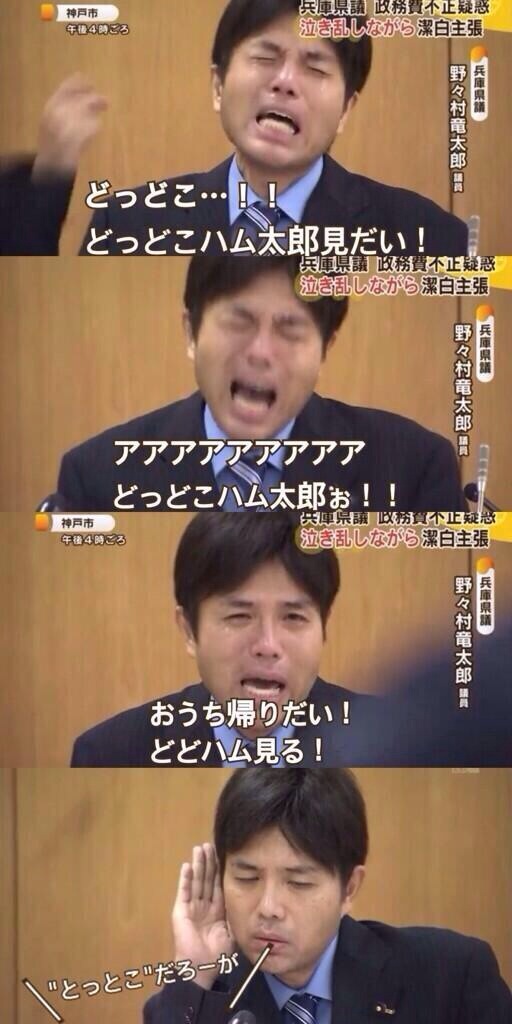 神戸市
午後4時ごろ
兵庫県議 政務費不正疑惑
泣き乱しながら潔白主張
兵庫県議
野々村竜太郎 議員
どっどこ…！！
どっどこハム太郎見だい！
兵庫県議 政務費不正疑惑
泣き乱しながら潔白主張
兵庫県議
野々村竜太郎 議員
アアアアアアアアアア
どっどこハム太郎ぉ！！
神戸市
午後4時ごろ
兵庫県議 政務費不正疑惑
泣き乱しながら潔白主張
兵庫県議
野々村竜太郎 議員
おうち帰りだい！
どどハム見る！
"とっとこ"だろーが